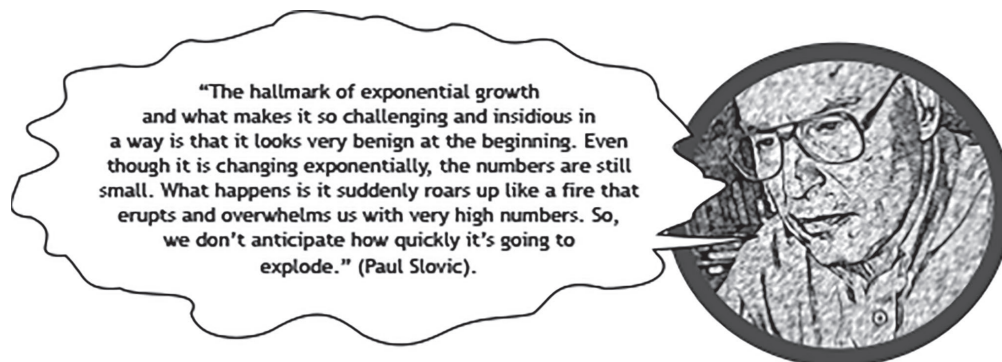 “The hallmark of exponential growth
and what makes it so challenging and insidious in
a way is that it looks very benign at the beginning. Even
though it is changing exponentially, the numbers are still
small. What happens is it suddenly roars up like a fire that
erupts and overwhelms us with very high numbers. So,
we don’t anticipate how quickly it’s going to
explode.” (Paul Slovic).